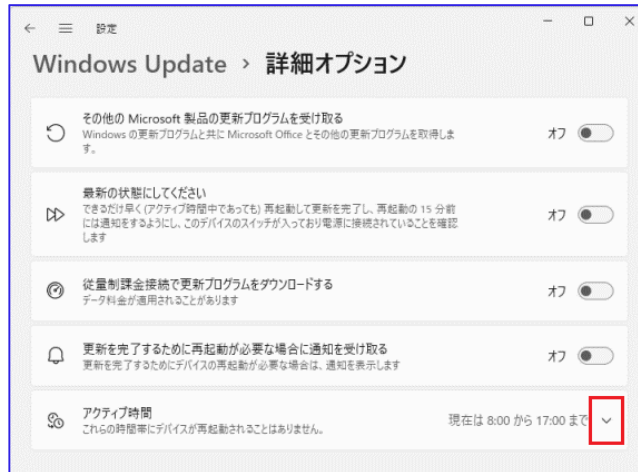 設定
Windows Update › 詳細オプション
その他の Microsoft 製品の更新プログラムを受け取る
Windows の更新プログラムと共に Microsoft Office とその他の更新プログラムを取得しま
す。
オフ
最新の状態にしてください
できるだけ早く (アクティブ時間中であっても) 再起動して更新を完了し、再起動の 15 分前
には通知をするようにし、このデバイスのスイッチが入っており電源に接続されていることを確認
します
オフ
従量制課金接続で更新プログラムをダウンロードする
データ料金が適用されることがあります
オフ
更新を完了するために再起動が必要な場合に通知を受け取る
更新を完了するためにデバイスの再起動が必要な場合は、通知を表示します
オフ
アクティブ時間
これらの時間帯にデバイスが再起動されることはありません。
現在は 8:00 から 17:00 まで